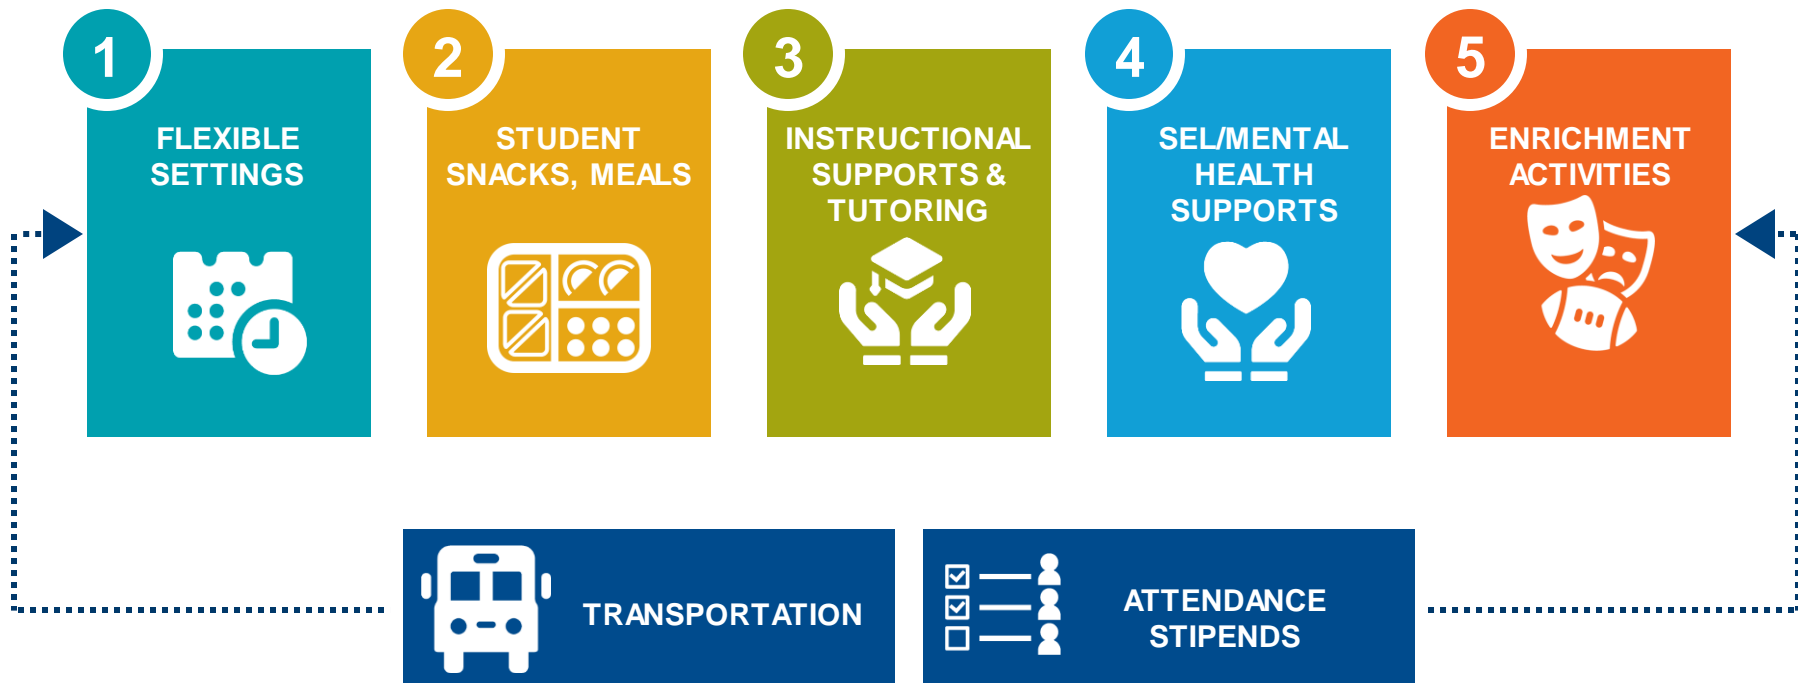 1
FLEXIBLE
SETTINGS
2
STUDENT
SNACKS, MEALS
3
INSTRUCTIONAL
SUPPORTS &
TUTORING
4
SEL/MENTAL
HEALTH
SUPPORTS
5
ENRICHMENT
ACTIVITIES
TRANSPORTATION
ATTENDANCE
STIPENDS